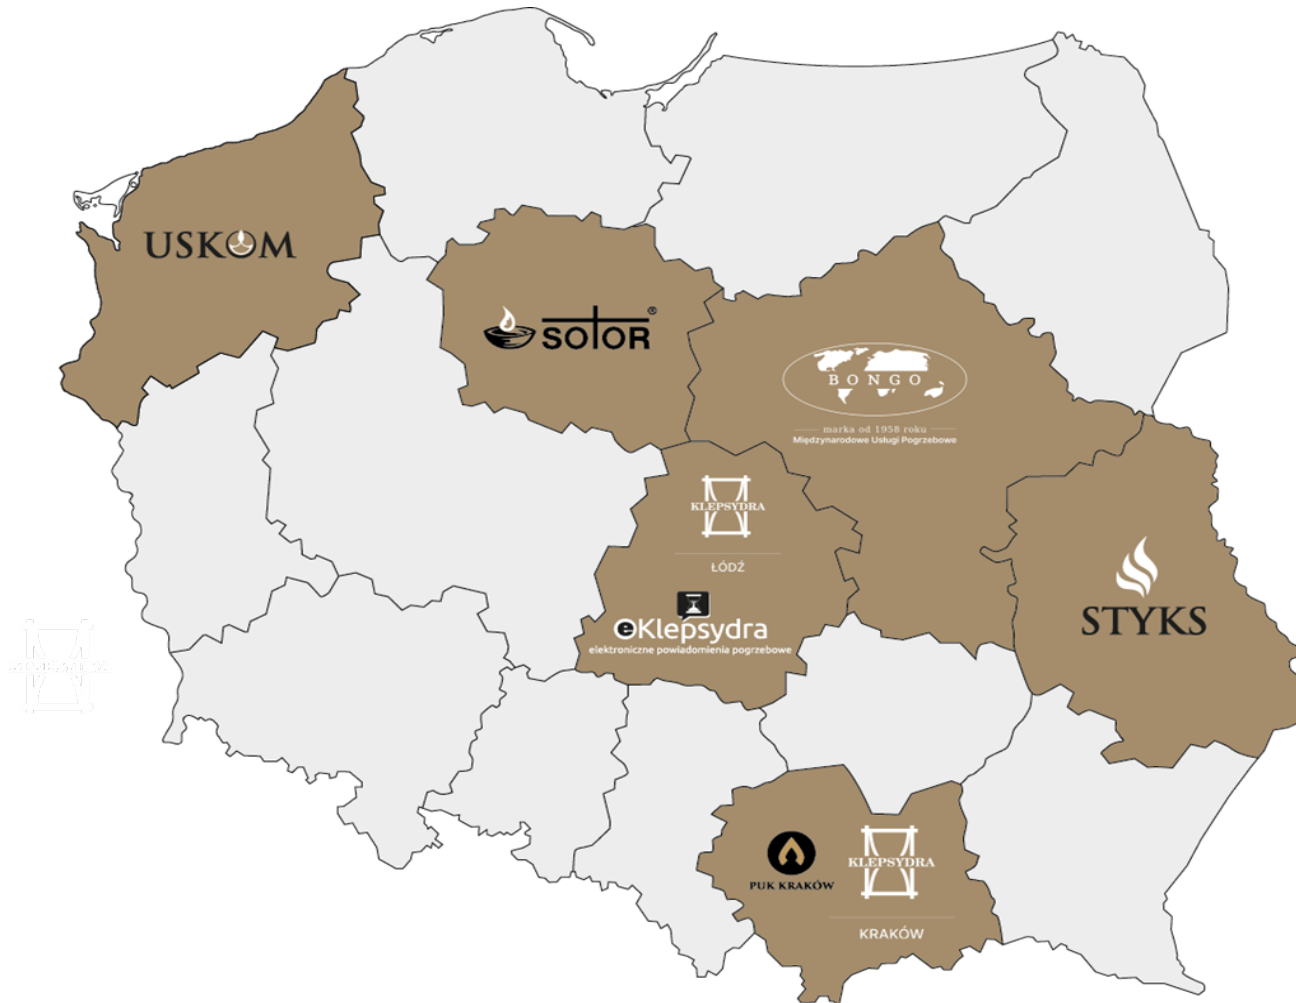 USKOM
SOTOR®
BONGO
marka od 1958 roku
Międzynarodowe Usługi Pogrzebowe
KLEPSYDRA
ŁÓDŹ
eKlepsydra
elektroniczne powiadomienia pogrzebowe
STYKS
PUK KRAKÓW
KLEPSYDRA
KRAKÓW